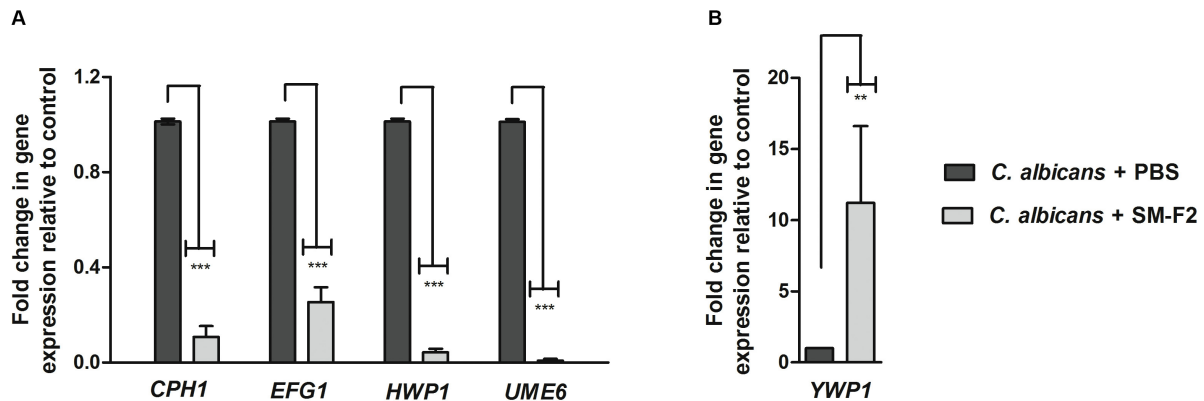 A
Fold change in gene
expression relative to control
1.2
0.8
0.4
0.0
***
***
***
***
CPH1
EFG1
HWP1
UME6
B
Fold change in gene
expression relative to control
20
15
10
5
0
**
YWP1
C. albicans + PBS
C. albicans + SM-F2